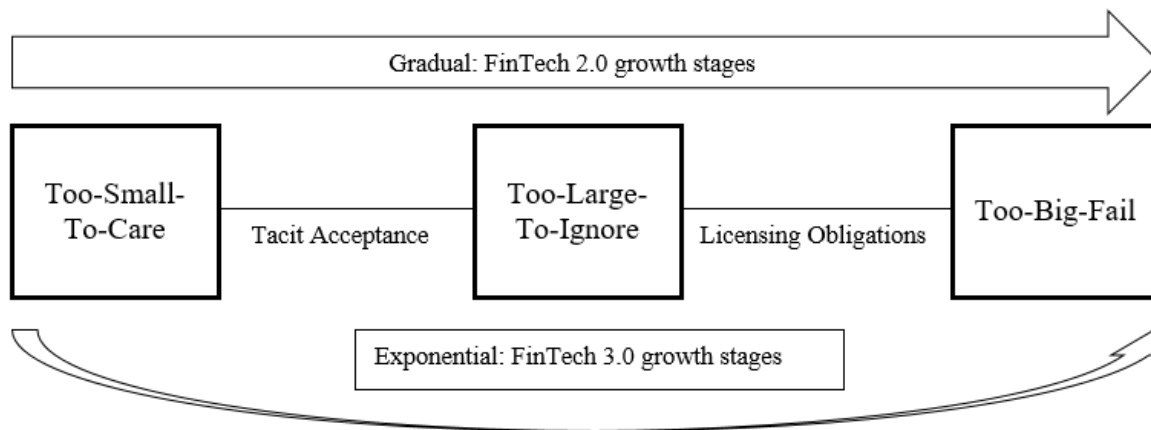 Gradual: FinTech 2.0 growth stages
Too-Small-
To-Care
Tacit Acceptance
Too-Large-
To-Ignore
Licensing Obligations
Too-Big-Fail
Exponential: FinTech 3.0 growth stages